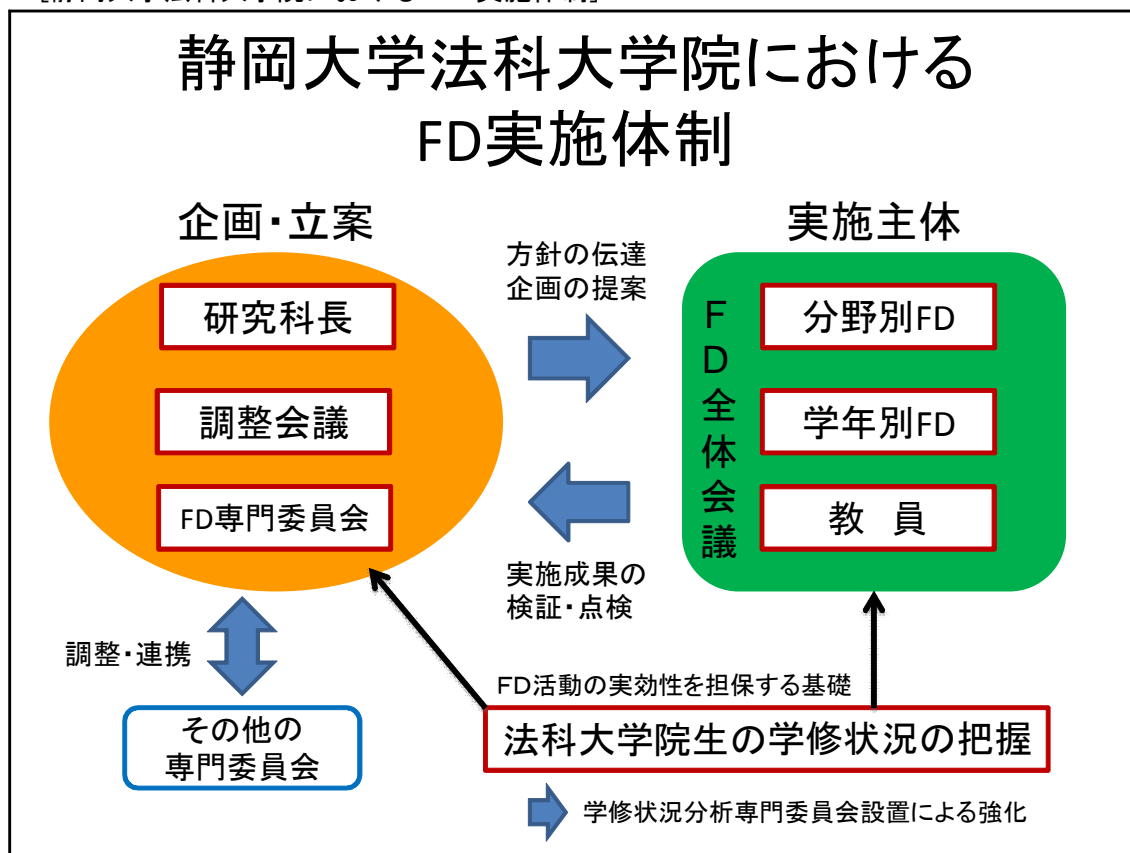 静岡大学法科大学院における
FD実施体制
企画・立案
研究科長
調整会議
FD専門委員会
方針の伝達
企画の提案
実施成果の
検証・点検
実施主体
FD全体会議
分野別FD
学年別FD
教 員
調整・連携
その他の
専門委員会
FD活動の実効性を担保する基礎
法科大学院生の学修状況の把握
学修状況分析専門委員会設置による強化